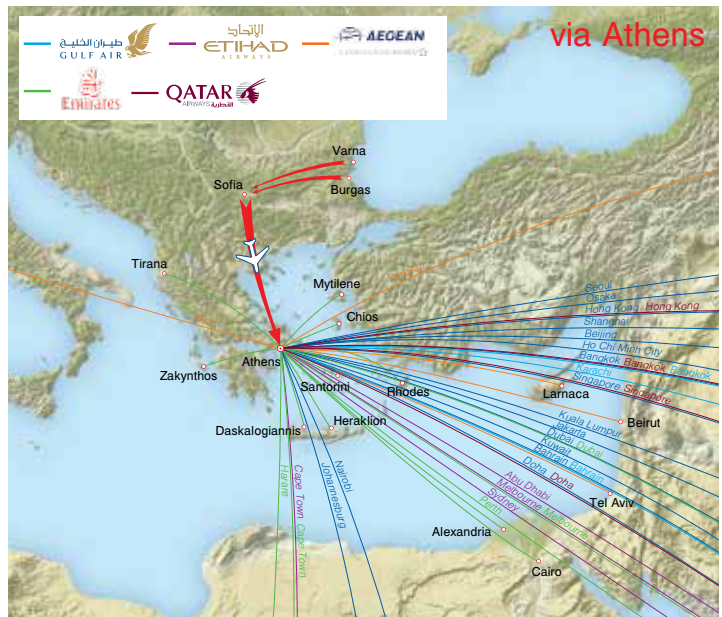 via Athens
طيران الخليج
GULF AIR
الإتحاد
ETIHAD
AIRWAYS
AEGEAN
Emirates
QATAR
AIRWAYS القطرية
Varna
Sofia
Burgas
Tirana
Mytilene
Chios
Athens
Zakynthos
Santorini
Rhodes
Larnaca
Daskalogiannis
Heraklion
Beirut
Tel Aviv
Alexandria
Cairo
Seoul
Osaka
Hong Kong Hong Kong
Shanghai
Beijing
Ho Chi Minh City
Bangkok Bangkok Bangkok
Karachi
Singapore Singapore
Kuala Lumpur
Jakarta
Dubai Dubai
Kuwait
Bahrain Bahrain
Doha Doha
Abu Dhabi
Melbourne Melbourne
Sydney
Perth
Nairobi
Johannesburg
Cape Town Cape Town
Harare